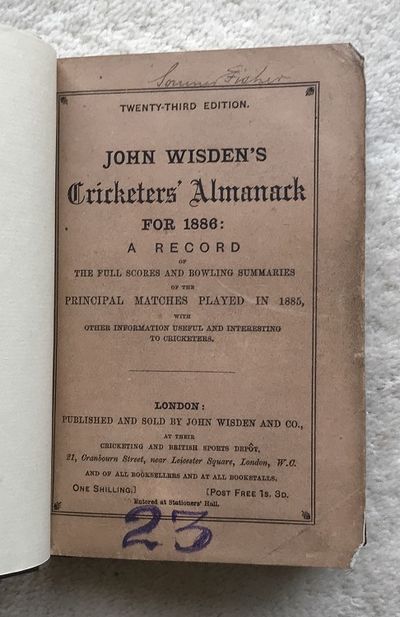 Fisher
TWENTY-THIRD EDITION.
JOHN WISDEN'S
Cricketers' Almanack
FOR 1886:
A RECORD
OF
THE FULL SCORES AND BOWLING SUMMARIES
OF THE
PRINCIPAL MATCHES PLAYED IN 1885,
WITH
OTHER INFORMATION USEFUL AND INTERESTING
TO CRICKETERS.
LONDON:
PUBLISHED AND SOLD BY JOHN WISDEN AND CO.,
AT THEIR
CRICKETING AND BRITISH SPORTS DEPÔT,
21, Cranbourn Street, near Leicester Square, London, W.C.
AND OF ALL BOOKSELLERS AND AT ALL BOOKSTALLS.
ONE SHILLING.] [POST FREE 1S. 3D.
Entered at Stationers' Hall.
23